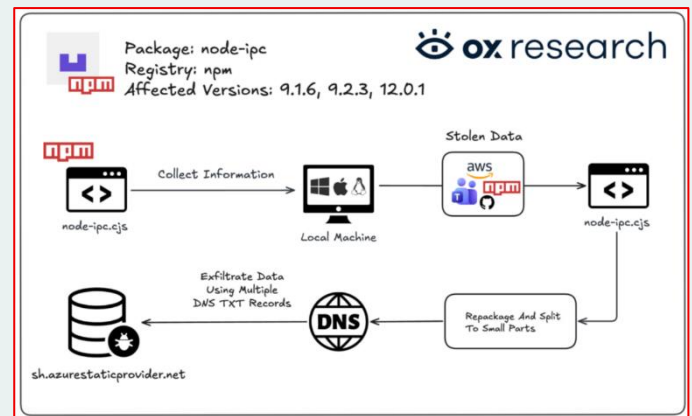 ox research
Package: node-ipc
Registry: npm
Affected Versions: 9.1.6, 9.2.3, 12.0.1
npm
npm
Collect Information
Stolen Data
aws
T
npm
node-ipc.cjs
Local Machine
node-ipc.cjs
Exfiltrate Data
Using Multiple
DNS TXT Records
DNS
Repackage And Split
To Small Parts
sh.azurestaticprovider.net